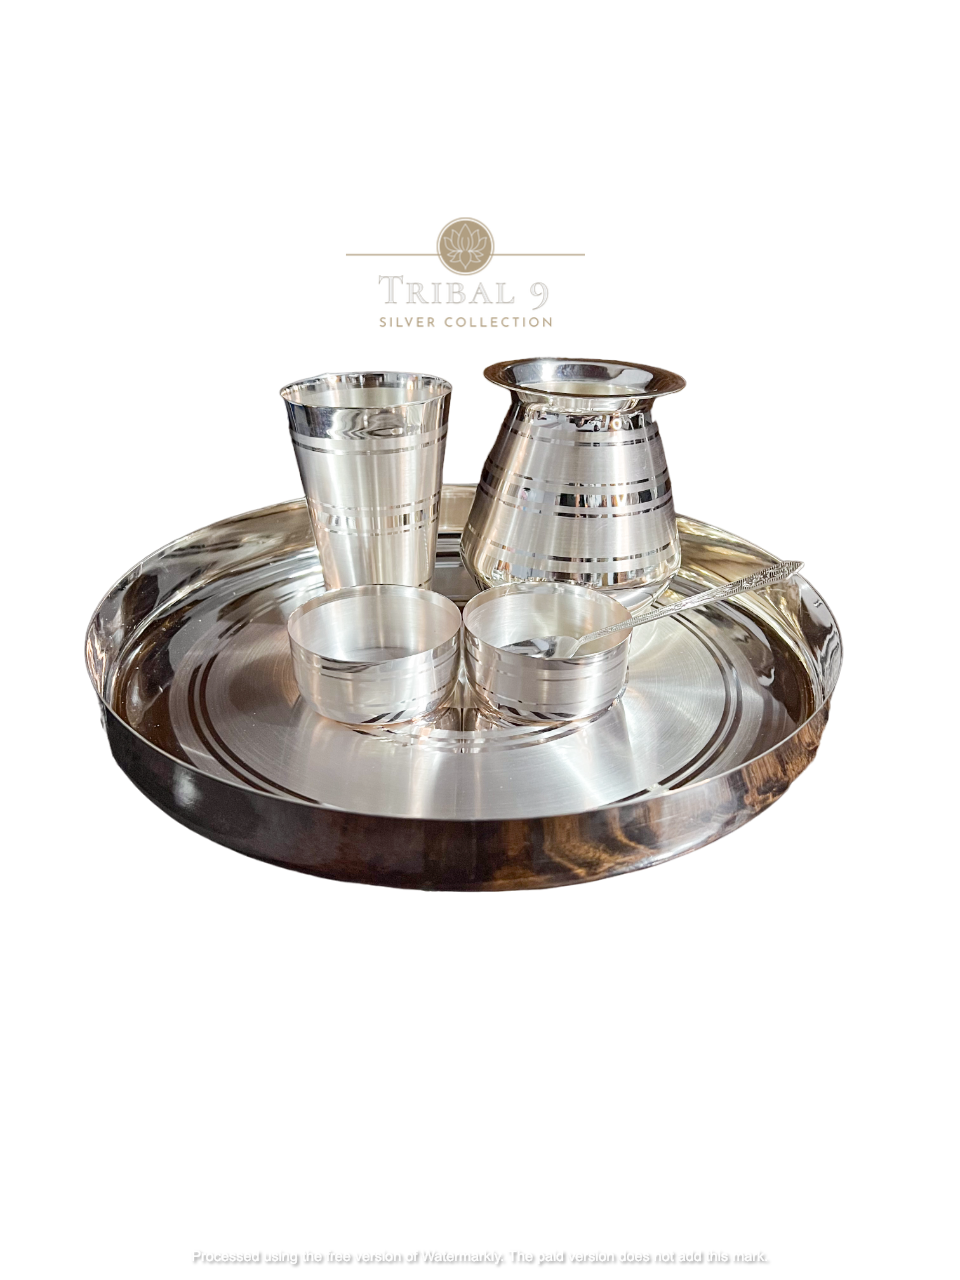 TRIBAL 9
SILVER COLLECTION
Processed using the free version of Watermarkly. The paid version does not add this mark.